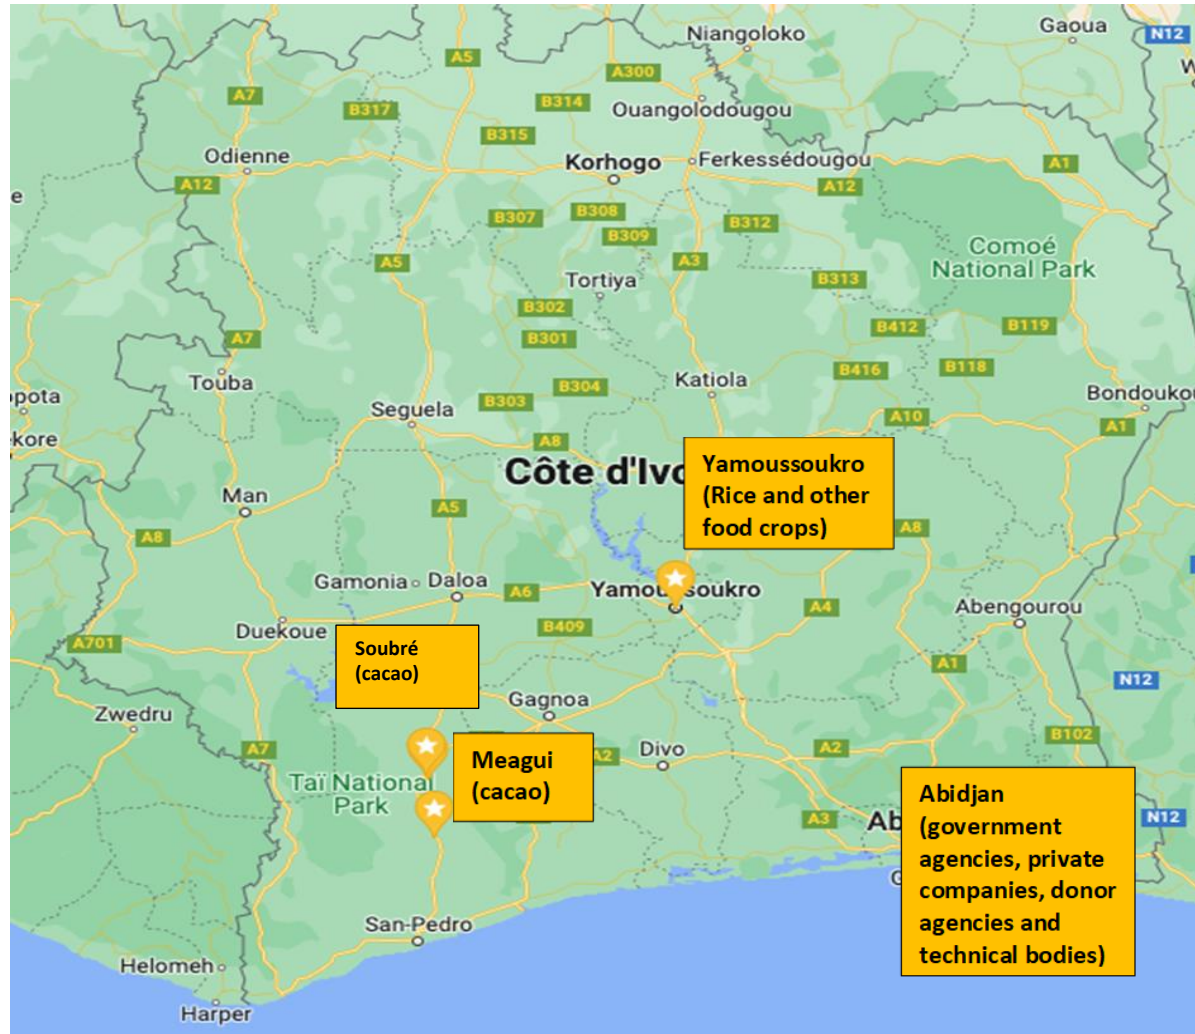 Niangoloko
Gaoua
N12
A5
A300
A7
B317
B314
Ouangolodougou
B315
Odienne
Korhogo
Ferkessédougou
A1
A12
A12
B307
B308
B312
B309
Comoé
National Park
A5
A3
B313
Tortiya
B302
B412
B119
A7
B301
Touba
B304
Katiola
B416
B118
Bondoukou
opota
B303
Seguela
A10
ekore
A8
A1
Côte d'Ivo
Yamoussoukro
(Rice and other
food crops)
Man
A5
A8
A8
Gamonia
Daloa
A6
Yamoussoukro
A4
Abengourou
Duekoue
B409
A701
Soubré
(cacao)
A1
N12
Zwedru
Gagnoa
A7
B102
Meagui
(cacao)
A2
Divo
A2
Taï National
Park
Abidjan
(government
agencies, private
companies, donor
agencies and
technical bodies)
A3
Ab
N12
San-Pedro
Helomeh
Harper